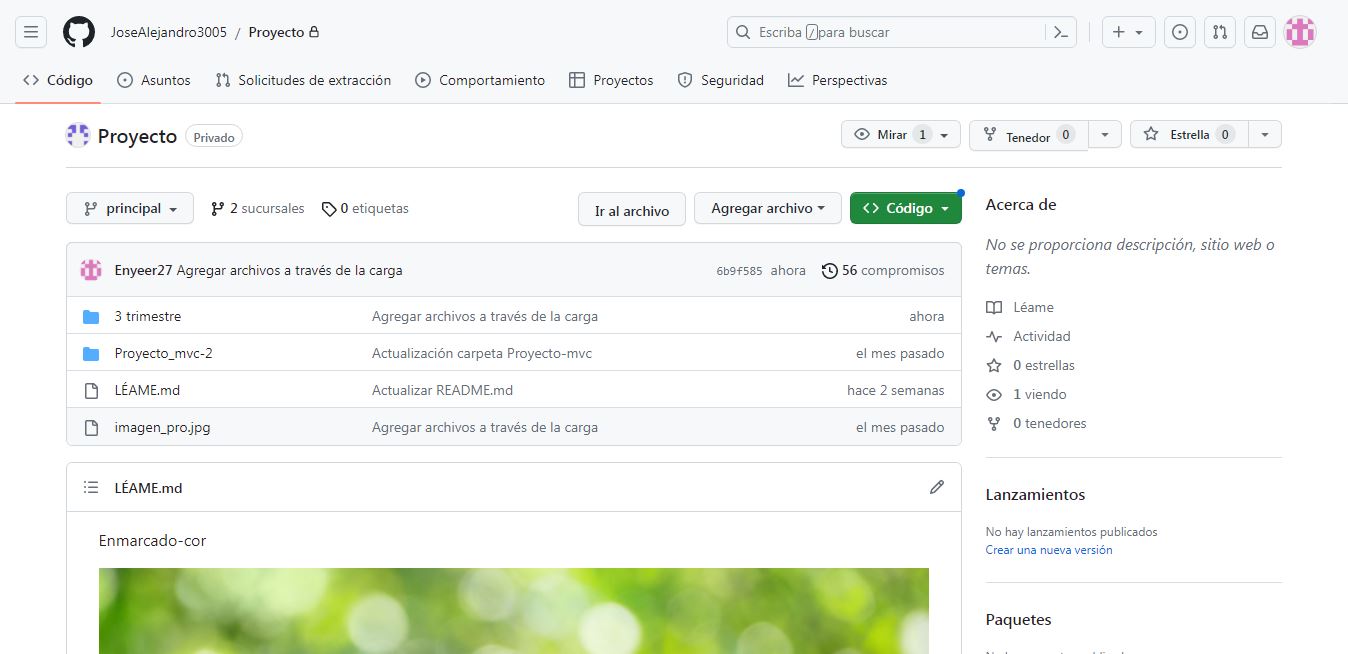 JoseAlejandro3005 / Proyecto
Escriba / para buscar
Código
Asuntos
Solicitudes de extracción
Comportamiento
Proyectos
Seguridad
Perspectivas
Proyecto Privado
Mirar 1
Tenedor 0
Estrella 0
principal
2 sucursales
0 etiquetas
Ir al archivo
Agregar archivo
Código
Enyeer27 Agregar archivos a través de la carga 6b9f585 ahora 56 compromisos
3 trimestre Agregar archivos a través de la carga ahora
Proyecto_mvc-2 Actualización carpeta Proyecto-mvc el mes pasado
LÉAME.md Actualizar README.md hace 2 semanas
imagen_pro.jpg Agregar archivos a través de la carga el mes pasado
LÉAME.md
Enmarcado-cor
Acerca de
No se proporciona descripción, sitio web o
temas.
Léame
Actividad
0 estrellas
1 viendo
0 tenedores
Lanzamientos
No hay lanzamientos publicados
Crear una nueva versión
Paquetes